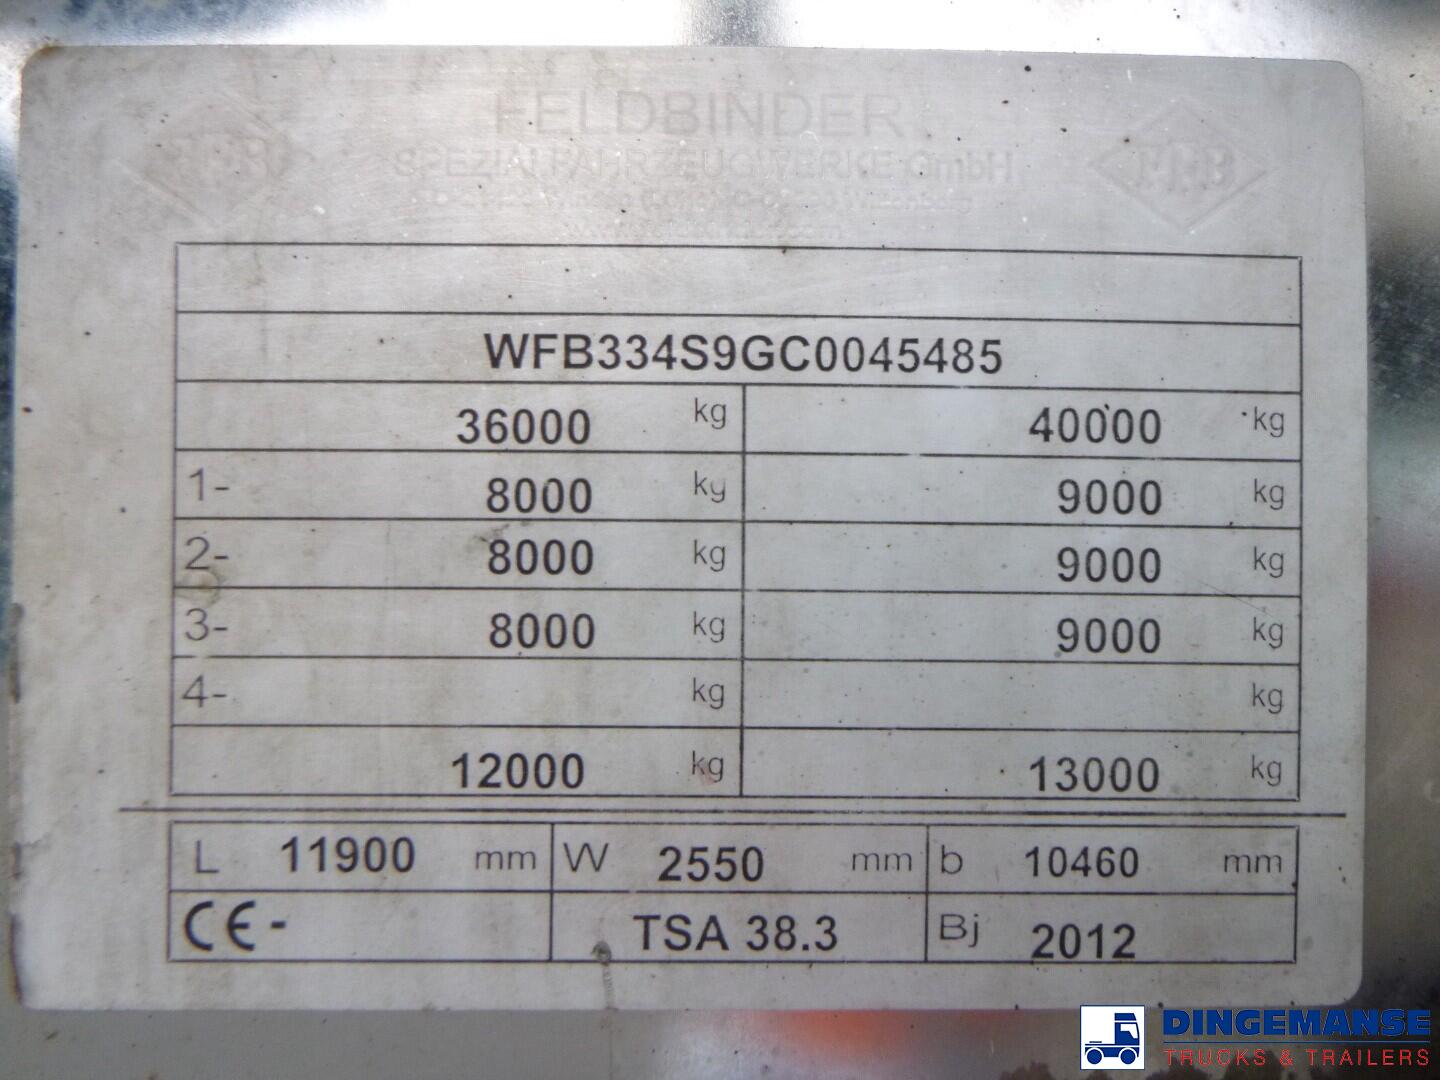 FELDBINDER
SPEZIALFAHRZEUGWERKE GmbH
FFB
WFB334S9GC0045485
36000 kg 40000 kg
1- 8000 kg 9000 kg
2- 8000 kg 9000 kg
3- 8000 kg 9000 kg
4- kg kg
12000 kg 13000 kg
L 11900 mm W 2550 mm b 10460 mm
CE- TSA 38.3 Bj 2012
DINGEMANSE
TRUCKS & TRAILERS